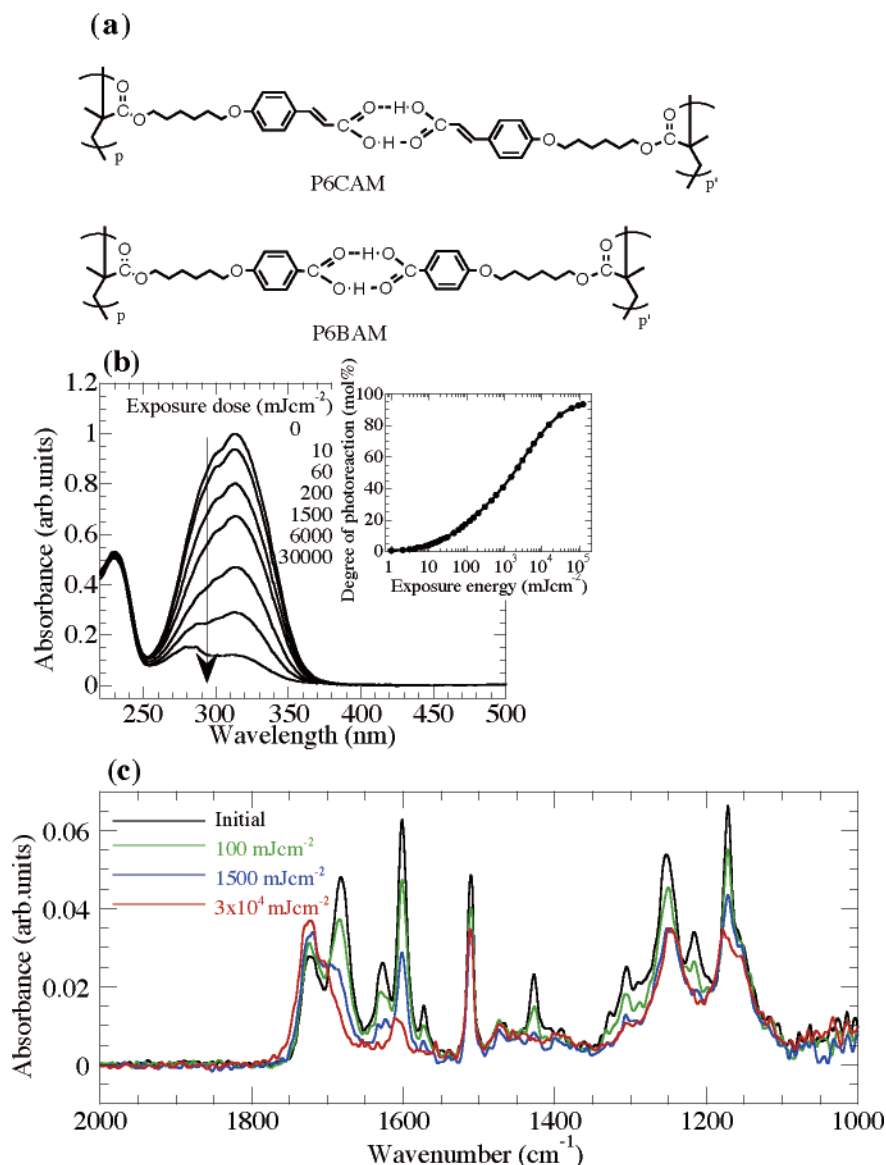 (a)
O O O-H-O O O
C O C C C O C
O·H-O
p
P6CAM
p'
O O O-H·O O O
C O C C C O C
O·H-O
p
P6BAM
p'
(b)
1.2
1
0.8
0.6
0.4
0.2
0
Absorbance (arb.units)
Exposure dose (mJcm-2)
0
10
60
200
1500
6000
30000
250 300 350 400 450 500
Wavelength (nm)
Degree of photoreaction (mol%)
100
80
60
40
20
0
1 10 100 10³ 10⁴ 10⁵
Exposure energy (mJcm-2)
(c)
Absorbance (arb.units)
0.06
0.04
0.02
0
Initial
100 mJcm-2
1500 mJcm-2
3x10⁴ mJcm-2
2000 1800 1600 1400 1200 1000
Wavenumber (cm-1)